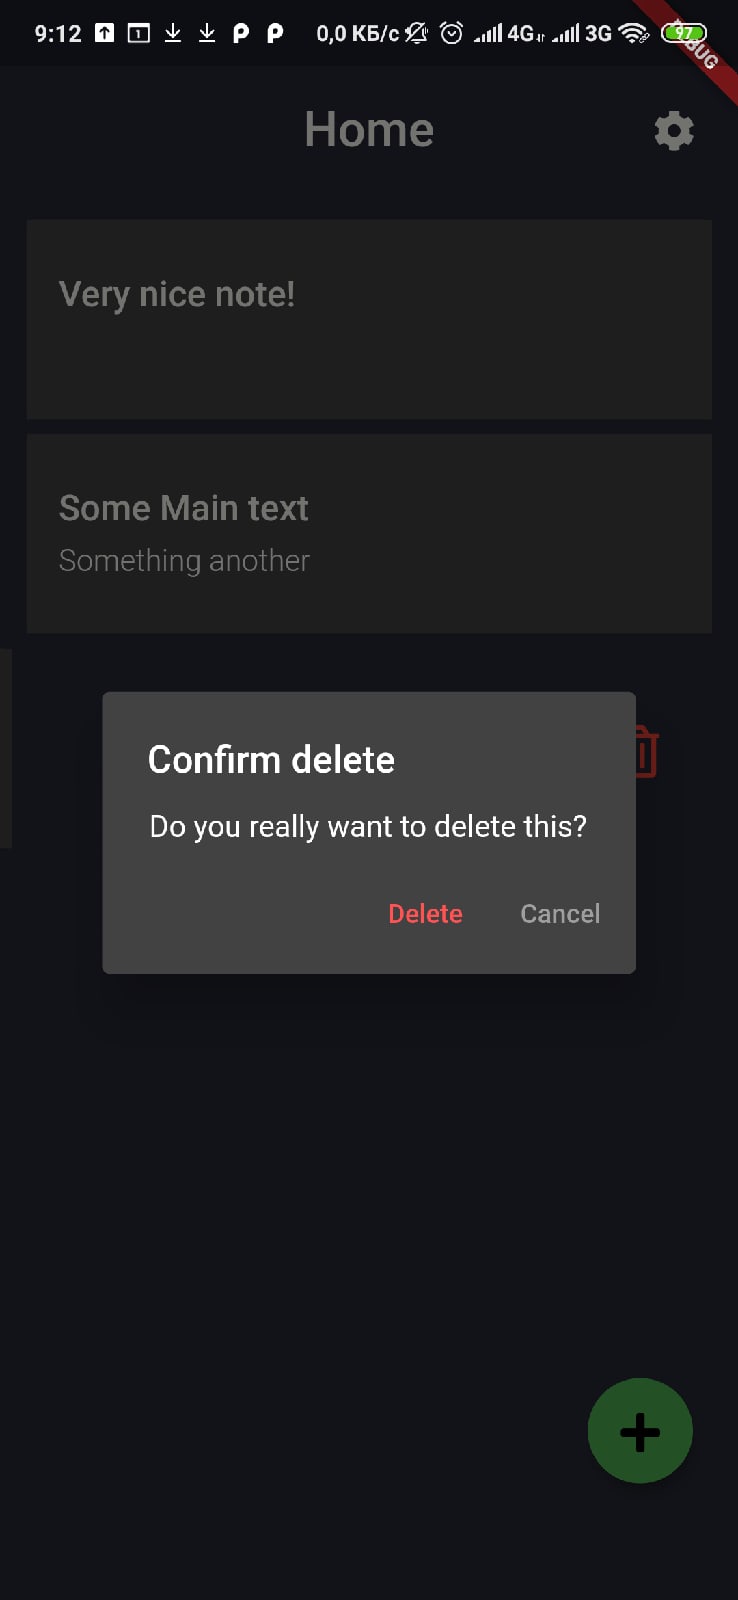 9:12 1 0,0 КБ/с 4G 3G 97
DEBUG
Home
Very nice note!
Some Main text
Something another
Confirm delete
Do you really want to delete this?
Delete Cancel